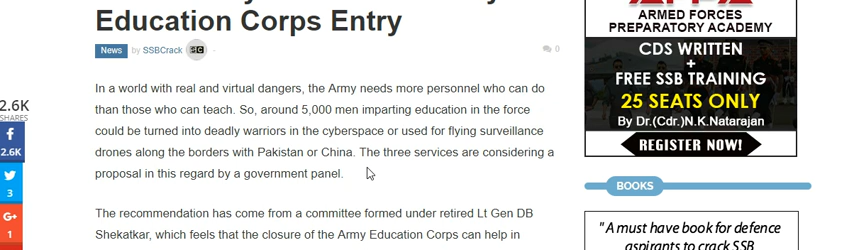 Education Corps Entry
News by SSBCrack SC -
0
In a world with real and virtual dangers, the Army needs more personnel who can do
than those who can teach. So, around 5,000 men imparting education in the force
could be turned into deadly warriors in the cyberspace or used for flying surveillance
drones along the borders with Pakistan or China. The three services are considering a
proposal in this regard by a government panel.
The recommendation has come from a committee formed under retired Lt Gen DB
Shekatkar, which feels that the closure of the Army Education Corps can help in
2.6K
SHARES
2.6K
3
G+
1
ARMED FORCES
PREPARATORY ACADEMY
CDS WRITTEN
+
FREE SSB TRAINING
25 SEATS ONLY
By Dr.(Cdr.)N.K.Natarajan
REGISTER NOW!
BOOKS
"A must have book for defence
aspirants to crack SSB